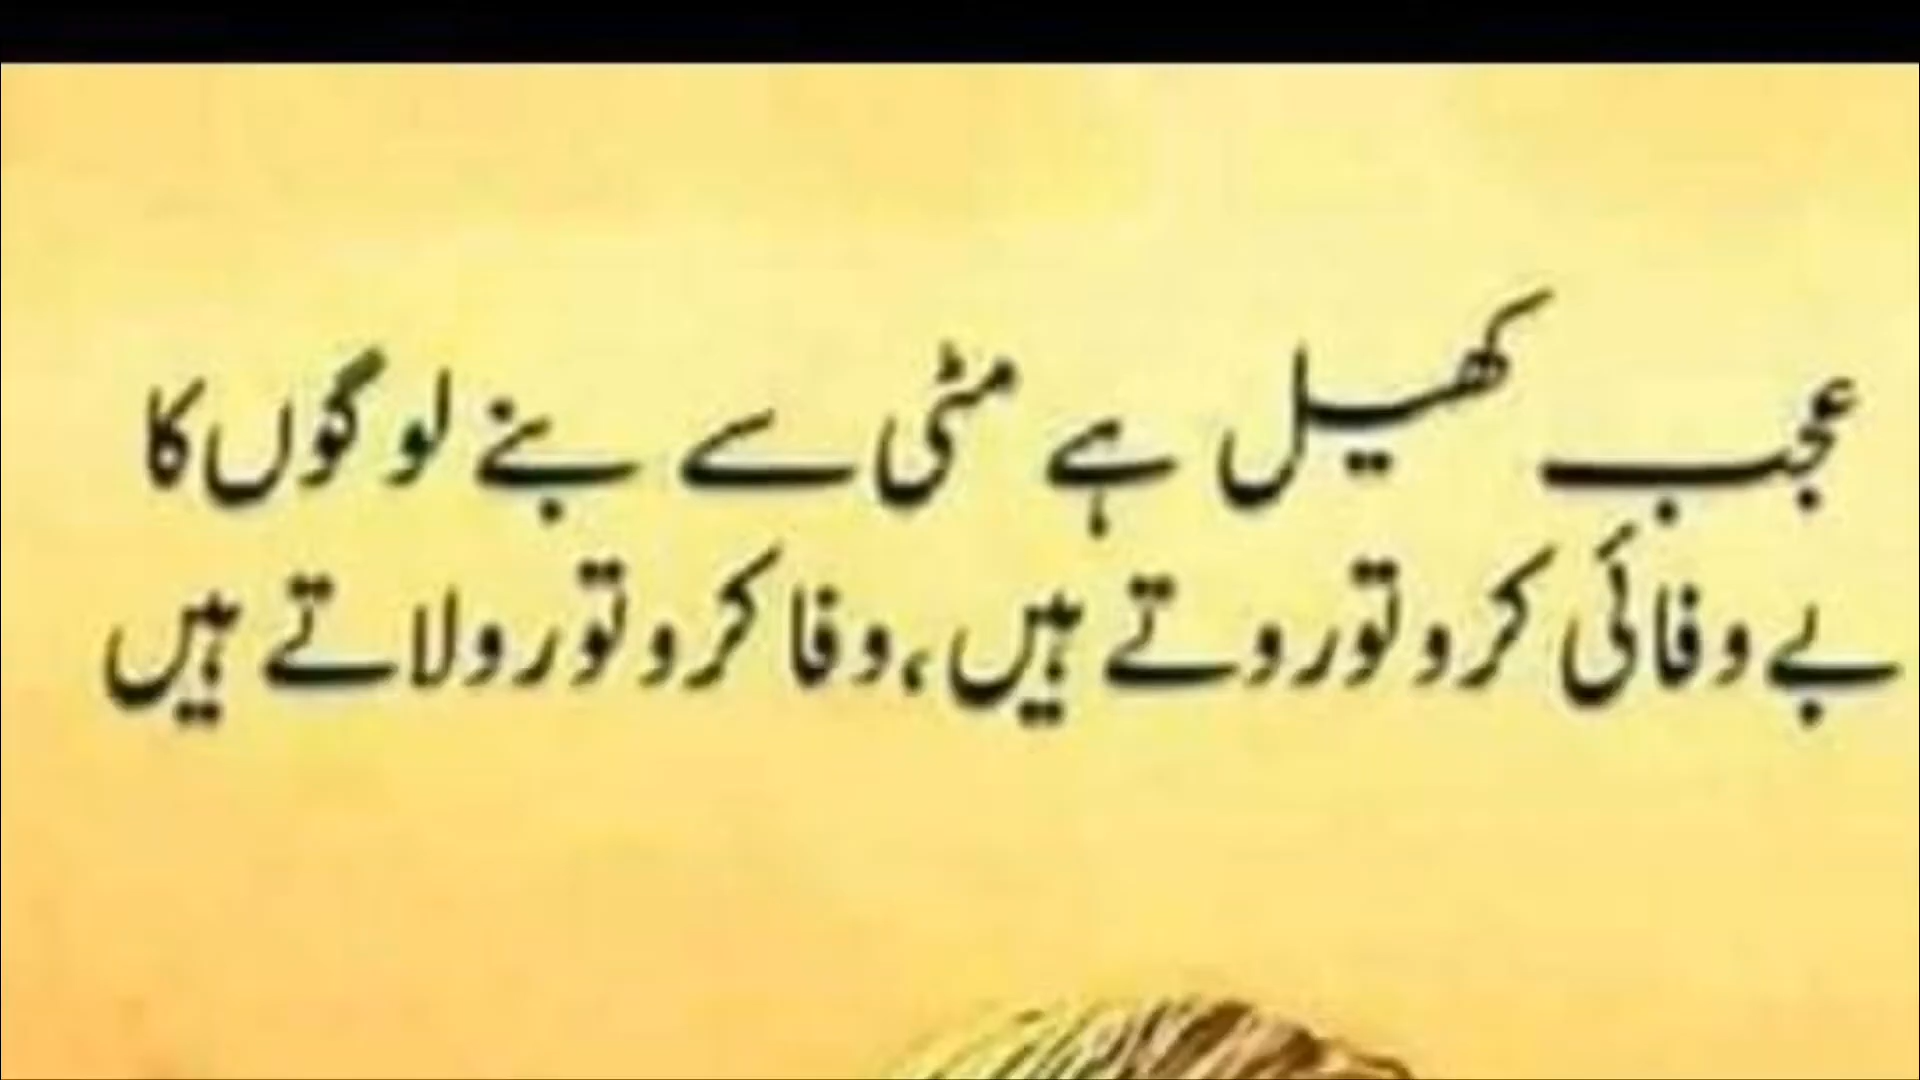 عجب کھیل ہے مٹی سے بنے لوگوں کا
بے وفائی کرو تو روتے ہیں، وفا کرو تو رولاتے ہیں